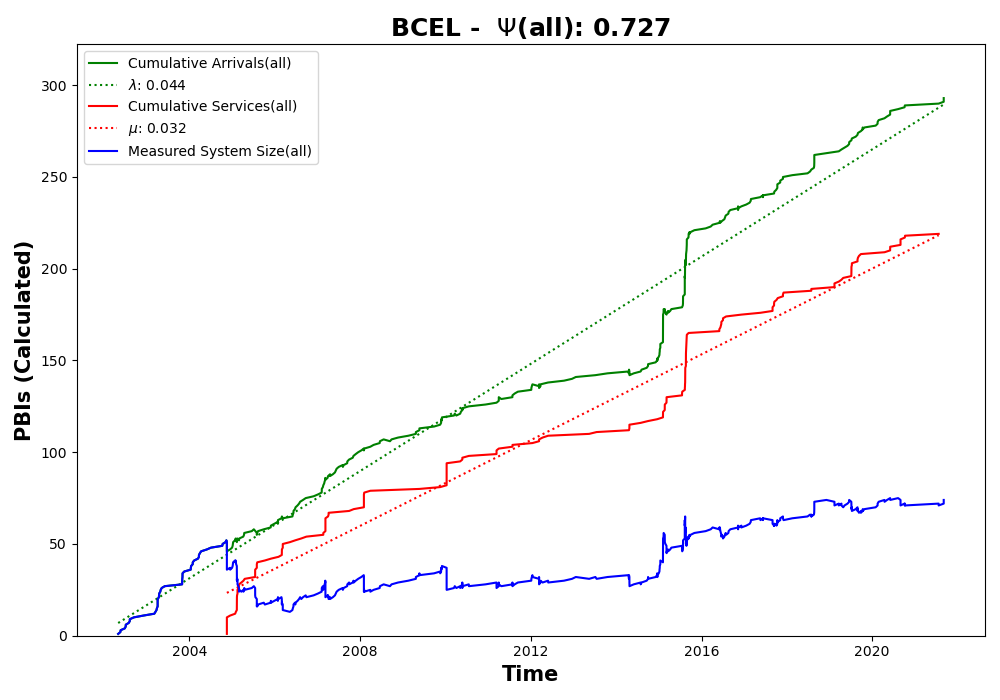 BCEL - Ψ(all): 0.727
Cumulative Arrivals(all)
λ: 0.044
Cumulative Services(all)
μ: 0.032
Measured System Size(all)
PBIs (Calculated)
300
250
200
150
100
50
0
2004 2008 2012 2016 2020
Time